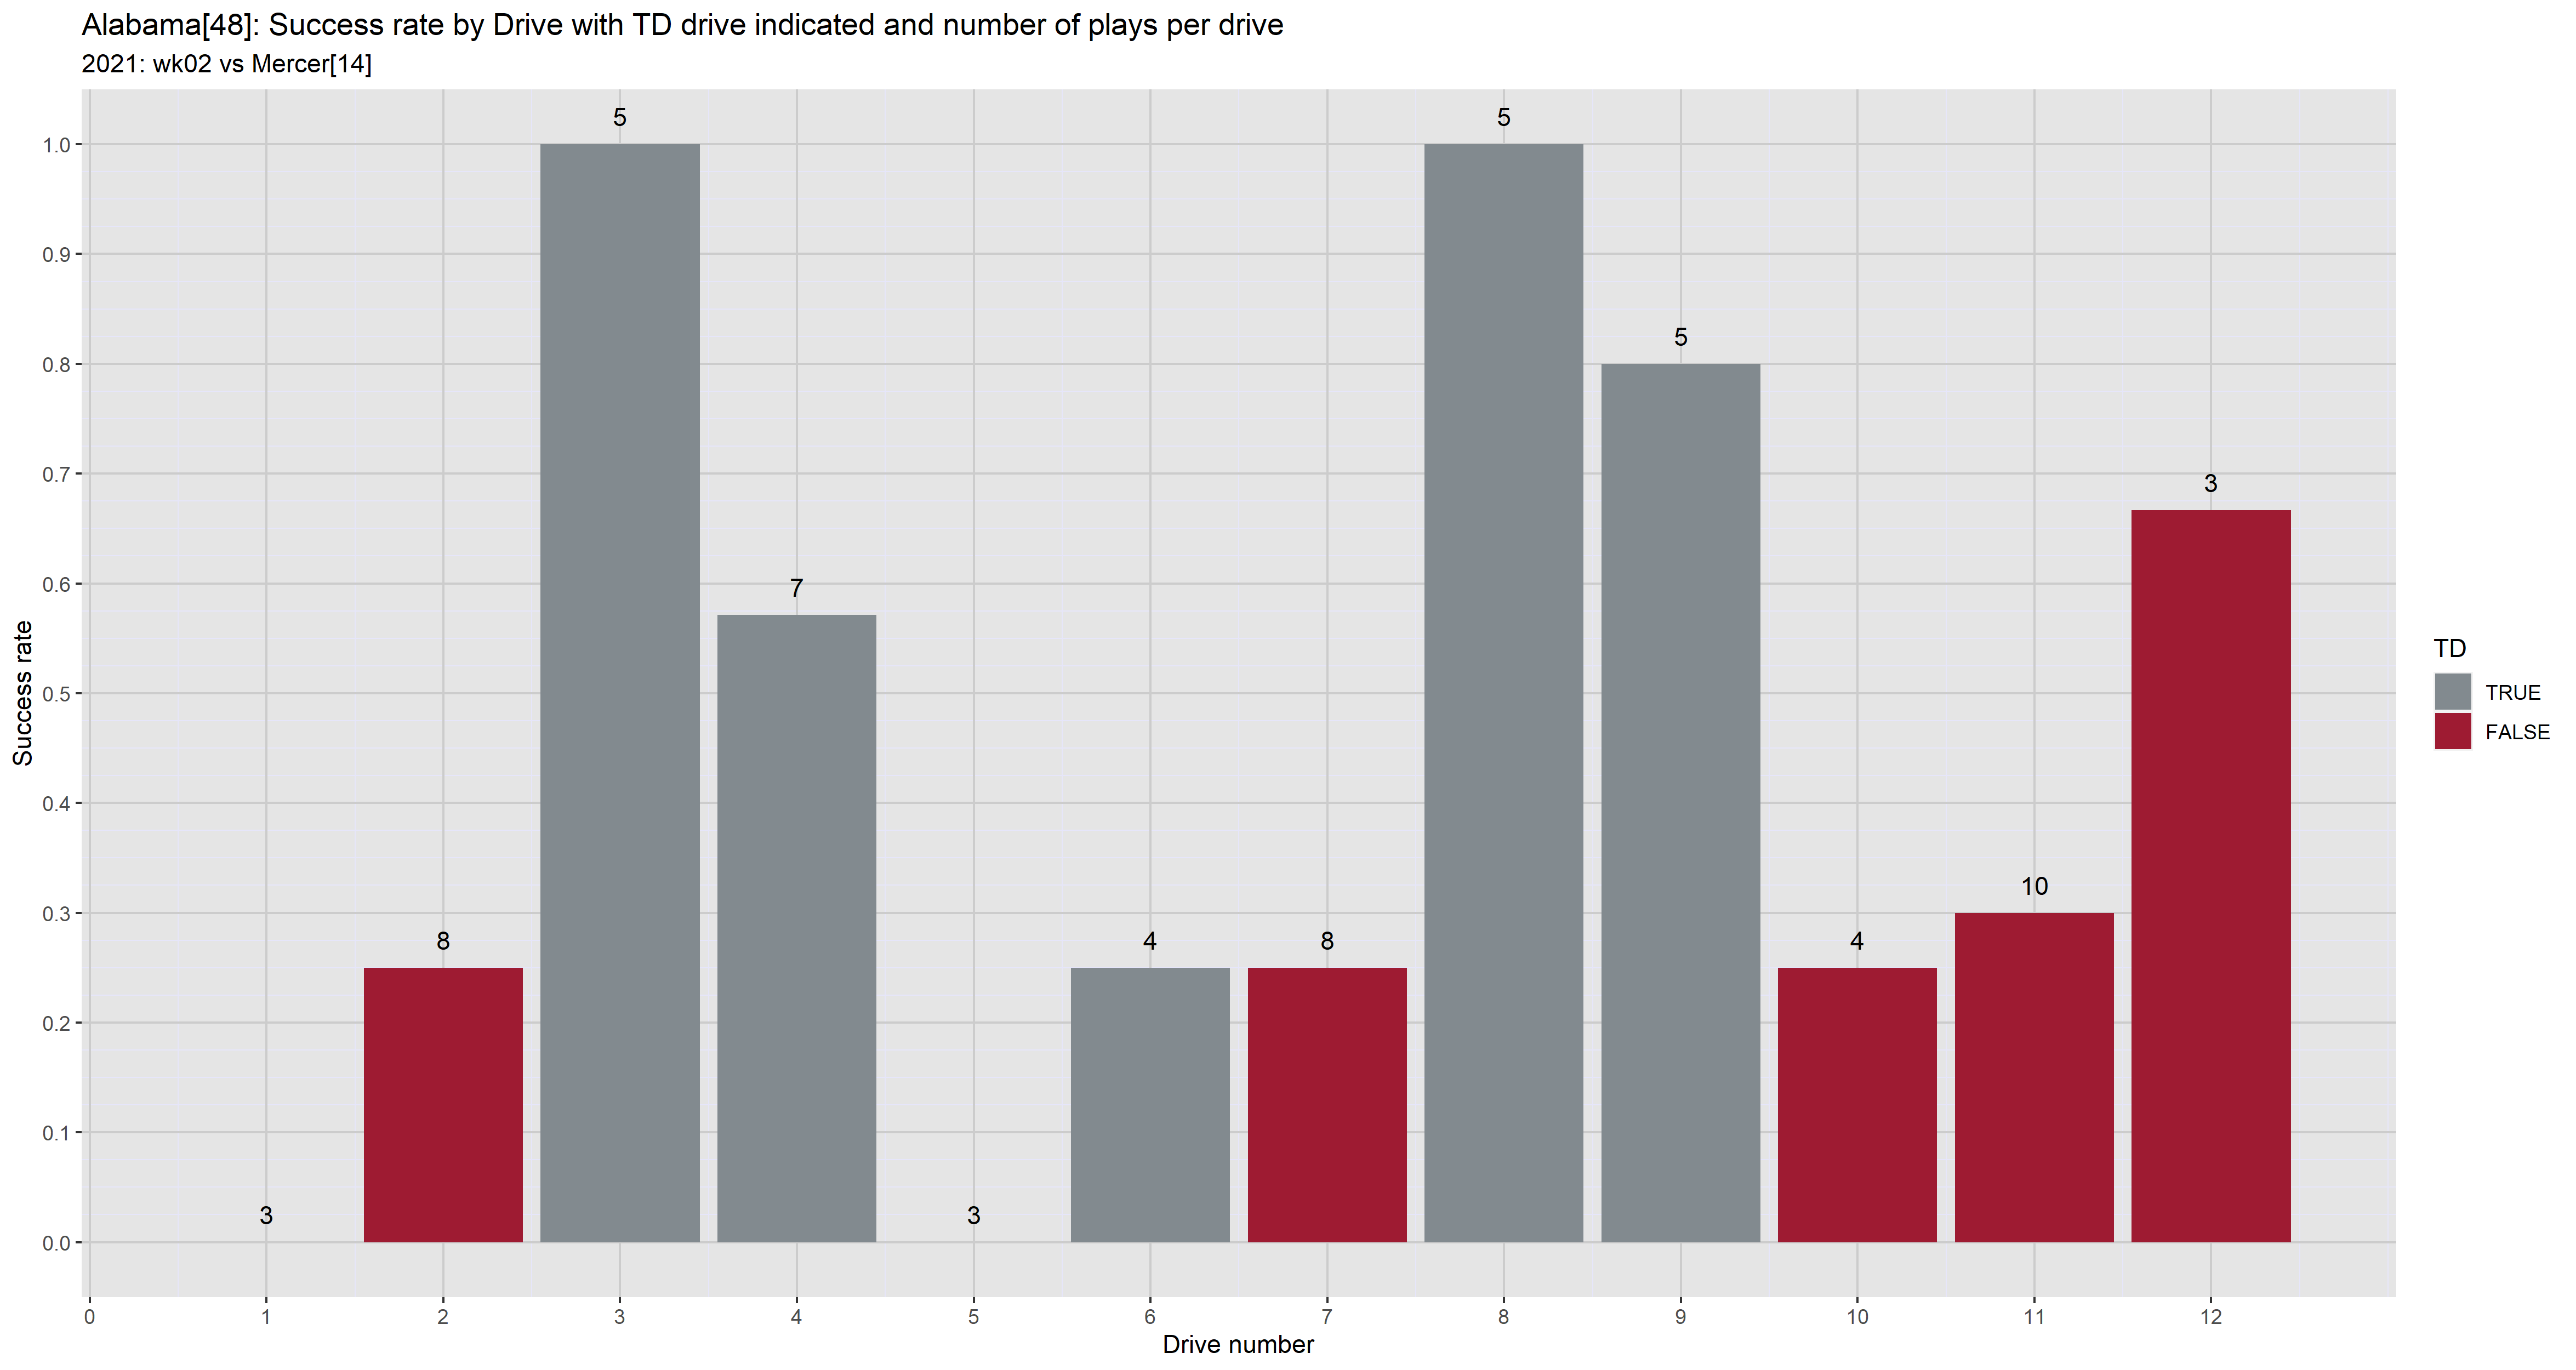 Alabama[48]: Success rate by Drive with TD drive indicated and number of plays per drive
2021: wk02 vs Mercer[14]
5
5
1.0
0.9
5
0.8
0.7
3
7
0.6
0.5
0.4
10
0.3
8
4
8
4
0.2
0.1
3
3
0.0
0 1 2 3 4 5 6 7 8 9 10 11 12
Drive number
Success rate
TD
TRUE
FALSE